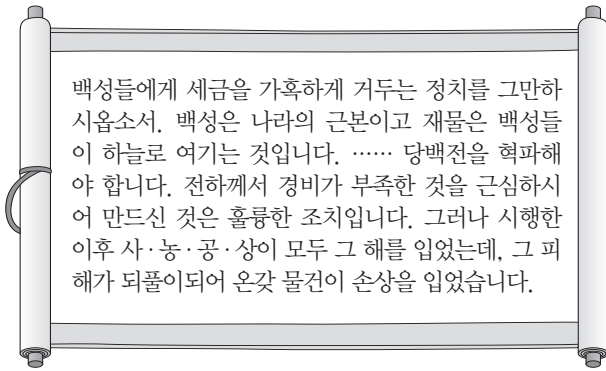 백성들에게 세금을 가혹하게 거두는 정치를 그만하
시옵소서. 백성은 나라의 근본이고 재물은 백성들
이 하늘로 여기는 것입니다. …… 당백전을 혁파해
야 합니다. 전하께서 경비가 부족한 것을 근심하시
어 만드신 것은 훌륭한 조치입니다. 그러나 시행한
이후 사·농·공·상이 모두 그 해를 입었는데, 그 피
해가 되풀이되어 온갖 물건이 손상을 입었습니다.